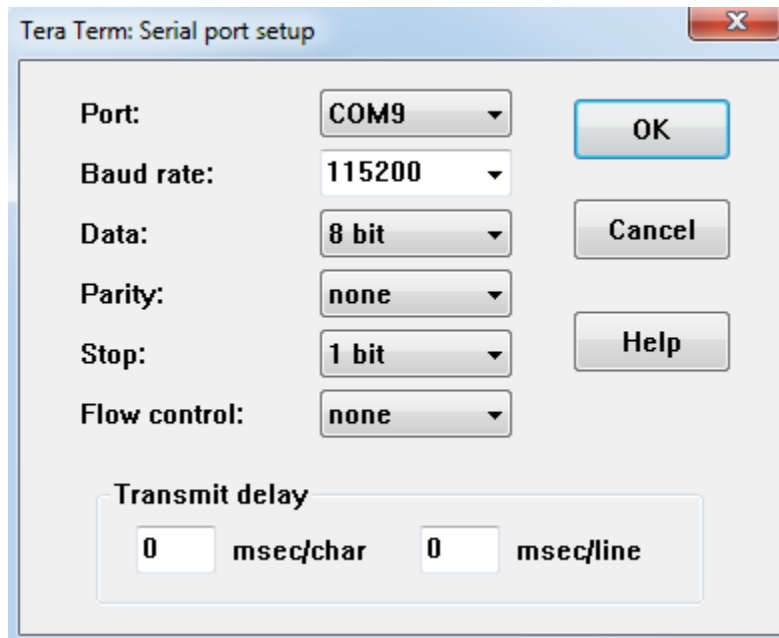 Tera Term: Serial port setup
Port: COM9 OK
Baud rate: 115200
Data: 8 bit Cancel
Parity: none
Stop: 1 bit Help
Flow control: none
Transmit delay
0 msec/char 0 msec/line